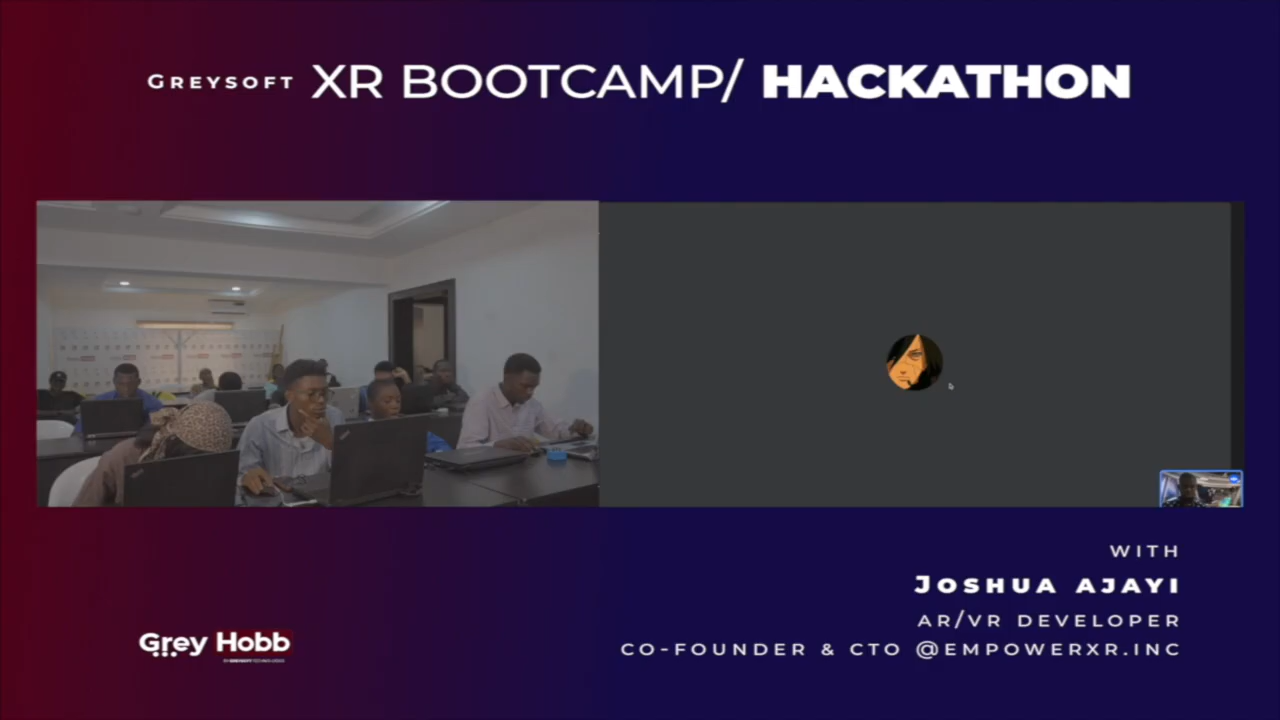 GREYSOFT XR BOOTCAMP/ HACKATHON
WITH
JOSHUA AJAYI
AR/VR DEVELOPER
CO-FOUNDER & CTO @EMPOWERXR.INC
Grey Hobb